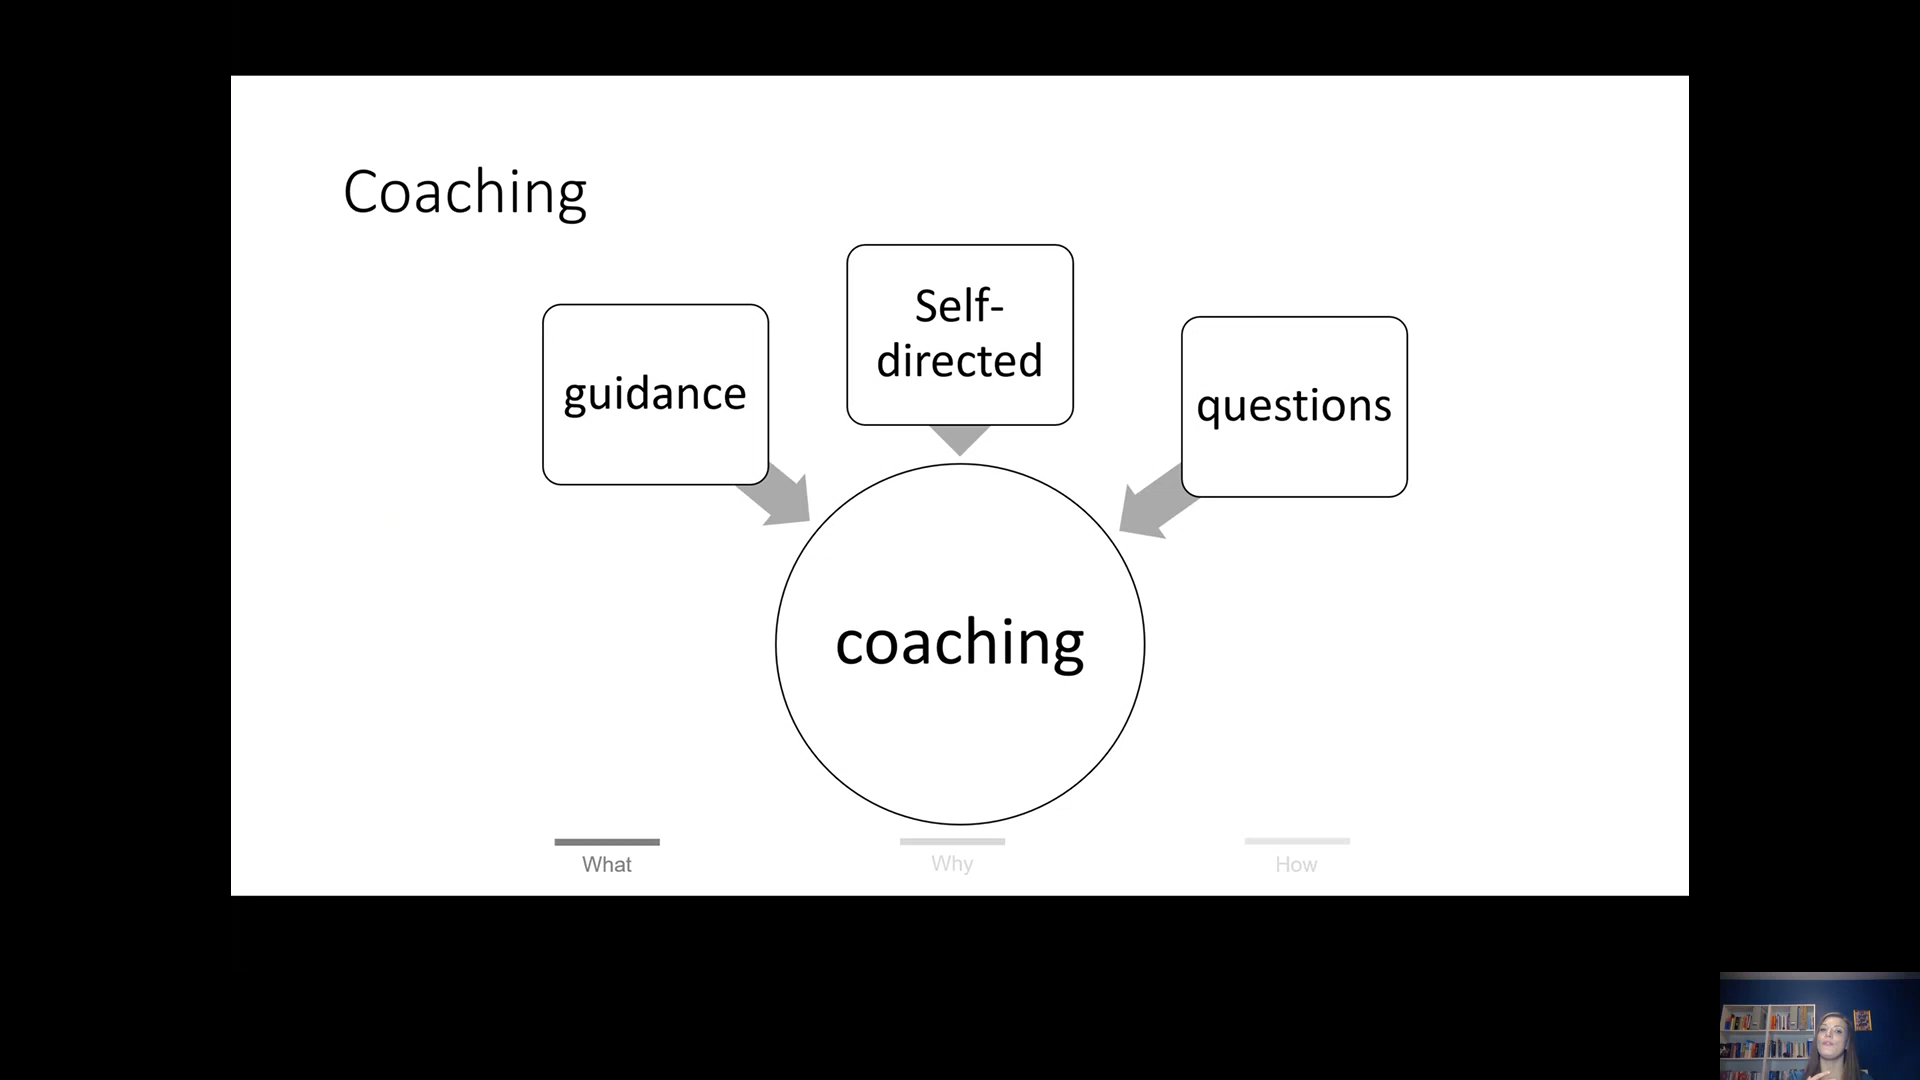 Coaching
guidance
Self-
directed
questions
coaching
What
Why
How